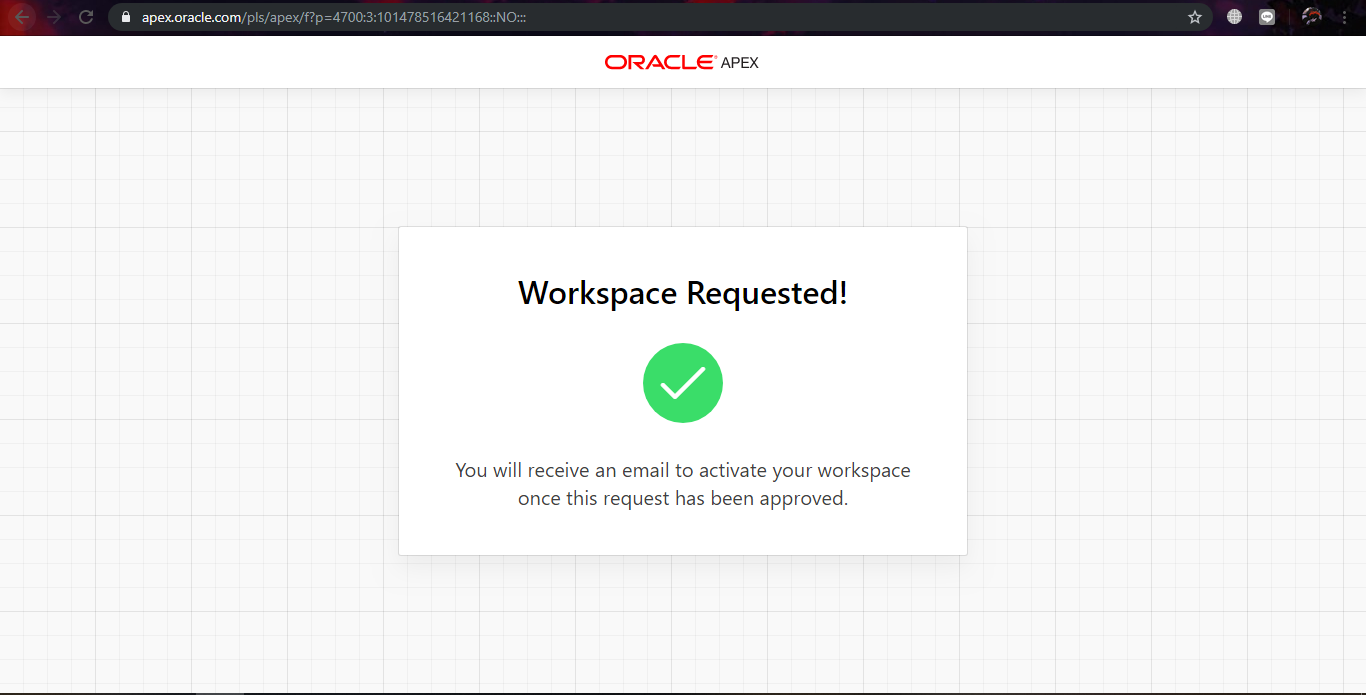 apex.oracle.com/pls/apex/f?p=4700:3:101478516421168::NO:::
ORACLE® APEX
Workspace Requested!
You will receive an email to activate your workspace
once this request has been approved.